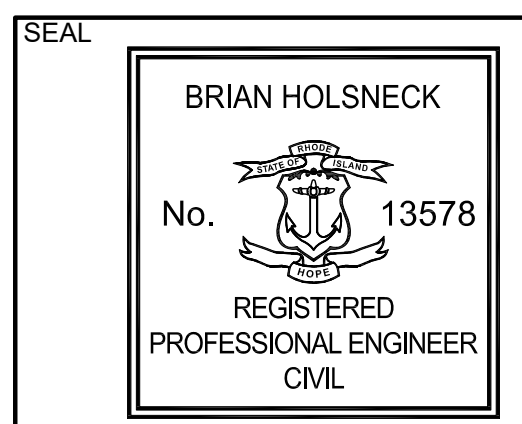 SEAL
BRIAN HOLSNECK
RHODE
STATE OF ISLAND
No. 13578
HOPE
REGISTERED
PROFESSIONAL ENGINEER
CIVIL